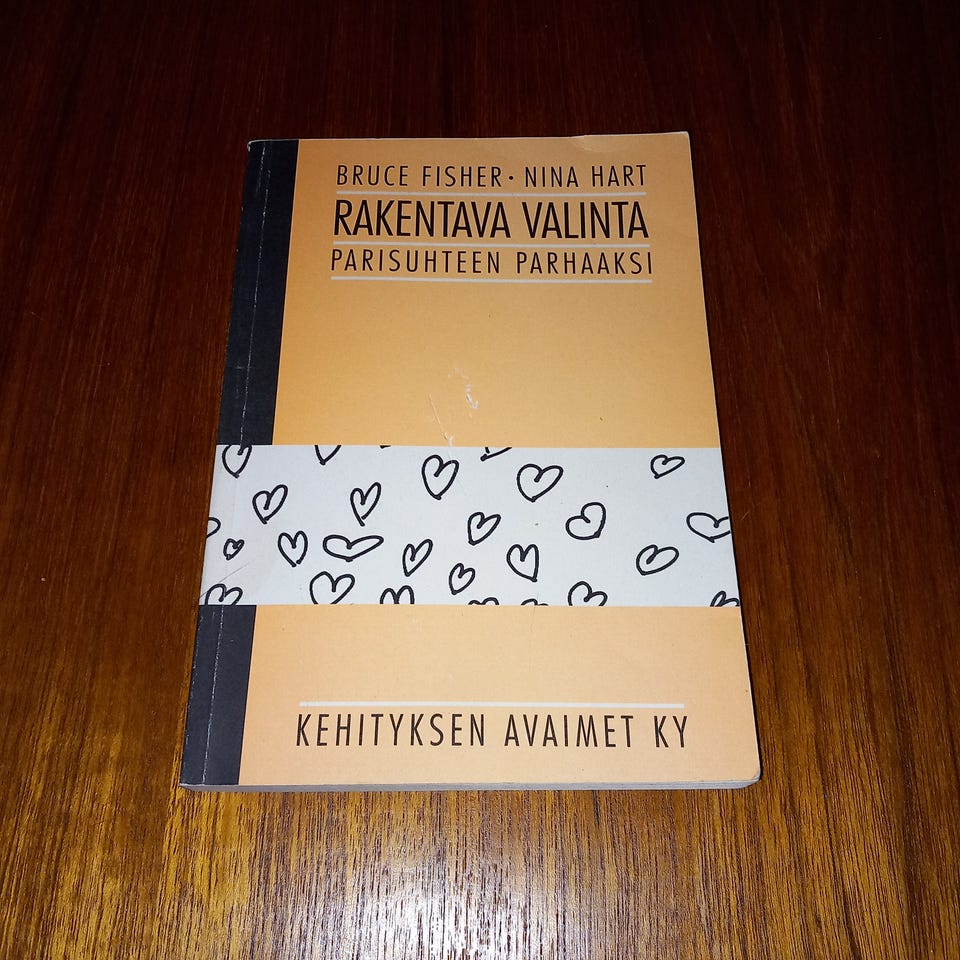 BRUCE FISHER · NINA HART
RAKENTAVA VALINTA
PARISUHTEEN PARHAAKSI
KEHITYKSEN AVAIMET KY